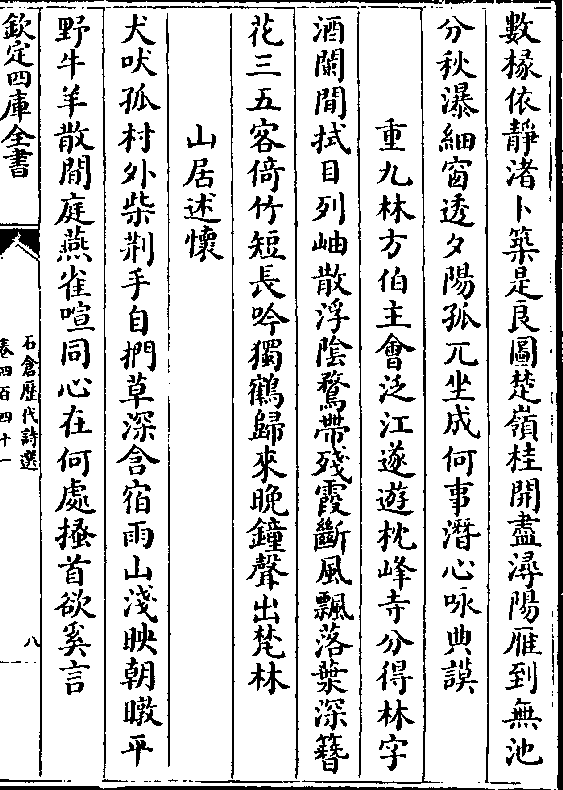 數椽依靜渚卜築是良圖楚嶺桂開盡潯陽雁到無池
分秋瀑細窗透夕陽孤兀坐成何事潛心咏典謨
重九林方伯主會泛江遂遊枕峰寺分得林字
酒闌閒拭目列岫散浮陰鶩帶殘霞斷風飄落葉深簪
花三五客倚竹短長吟獨鶴歸來晚鐘聲出梵林
山居述懷
犬吠孤村外柴荆手自捫草深含宿雨山淺映朝暾平
野牛羊散閒庭燕雀喧同心在何處搔首欲奚言
欽定四庫全書
石倉歷代詩選
卷四百四十一
八